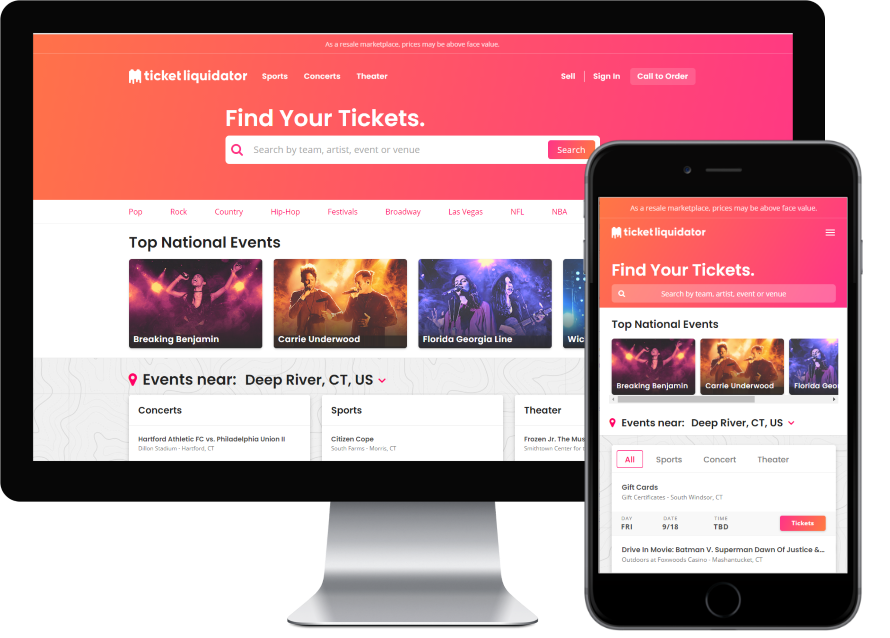 As a resale marketplace, prices may be above face value.
ticket liquidator Sports Concerts Theater Sell Sign In Call to Order
Find Your Tickets.
Search by team, artist, event or venue Search
Pop Rock Country Hip-Hop Festivals Broadway Las Vegas NFL NBA
Top National Events
Breaking Benjamin Carrie Underwood Florida Georgia Line Wic
Events near: Deep River, CT, US
Concerts Sports Theater
Hartford Athletic FC vs. Philadelphia Union II Citizen Cope Frozen Jr. The Mus
Dillon Stadium - Hartford, CT South Farms - Morris, CT Smithtown Center for t
As a resale marketplace, prices may be above face value.
ticket liquidator
Find Your Tickets.
Search by team, artist, event or venue
Top National Events
Breaking Benjamin Carrie Underwood Florida Geo
Events near: Deep River, CT, US
All Sports Concert Theater
Gift Cards
Gift Certificates - South Windsor, CT
DAY DATE TIME
FRI 9/18 TBD Tickets
Drive In Movie: Batman V. Superman Dawn Of Justice &...
Outdoors at Foxwoods Casino - Mashantucket, CT